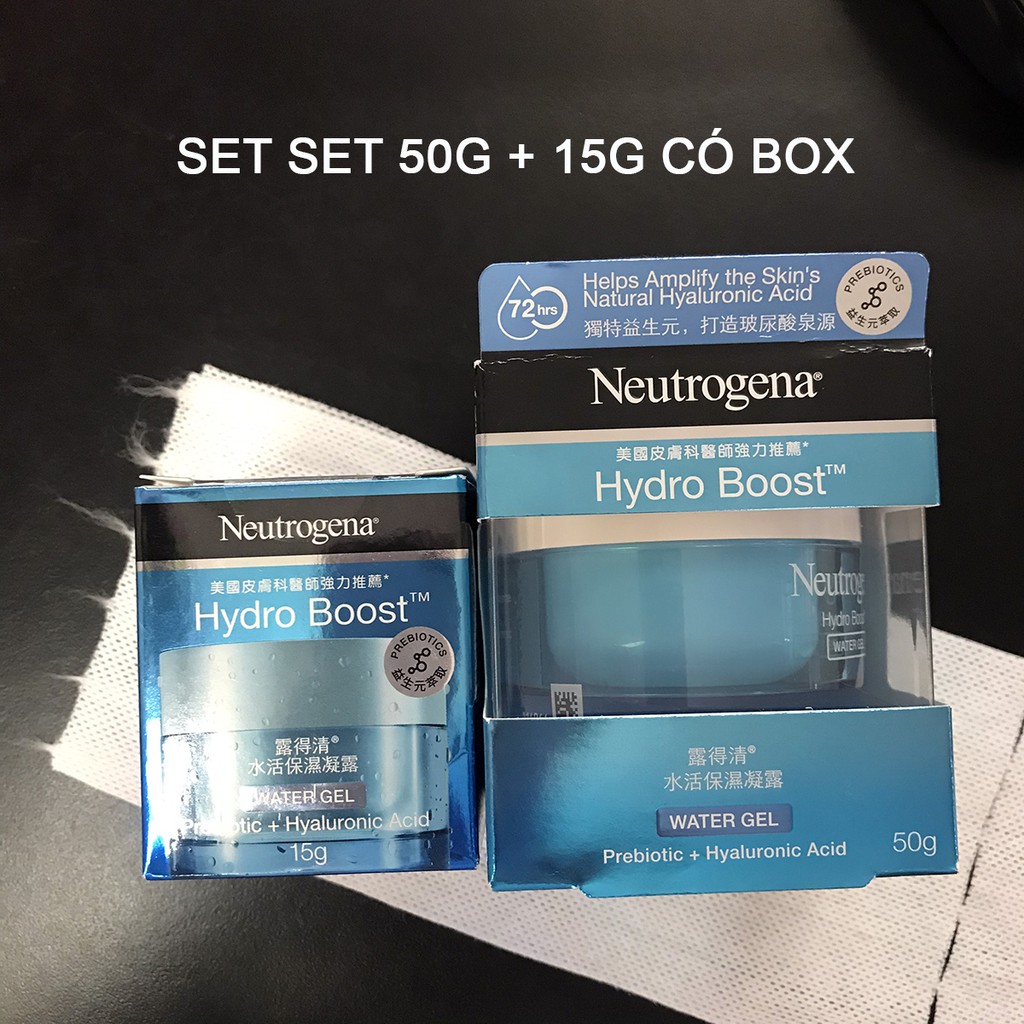 SET SET 50G + 15G CÓ BOX
72hrs
Helps Amplify the Skin's
Natural Hyaluronic Acid
獨特益生元，打造玻尿酸泉源
PREBIOTICS
益生元萃取
Neutrogena®
美國皮膚科醫師強力推薦*
Hydro Boost™
WATER GEL
露得清®
水活保濕凝露
WATER GEL
Prebiotic + Hyaluronic Acid
50g
Neutrogena®
美國皮膚科醫師強力推薦*
Hydro Boost™
PREBIOTICS
益生元萃取
露得清®
水活保濕凝露
WATER GEL
Prebiotic + Hyaluronic Acid
15g